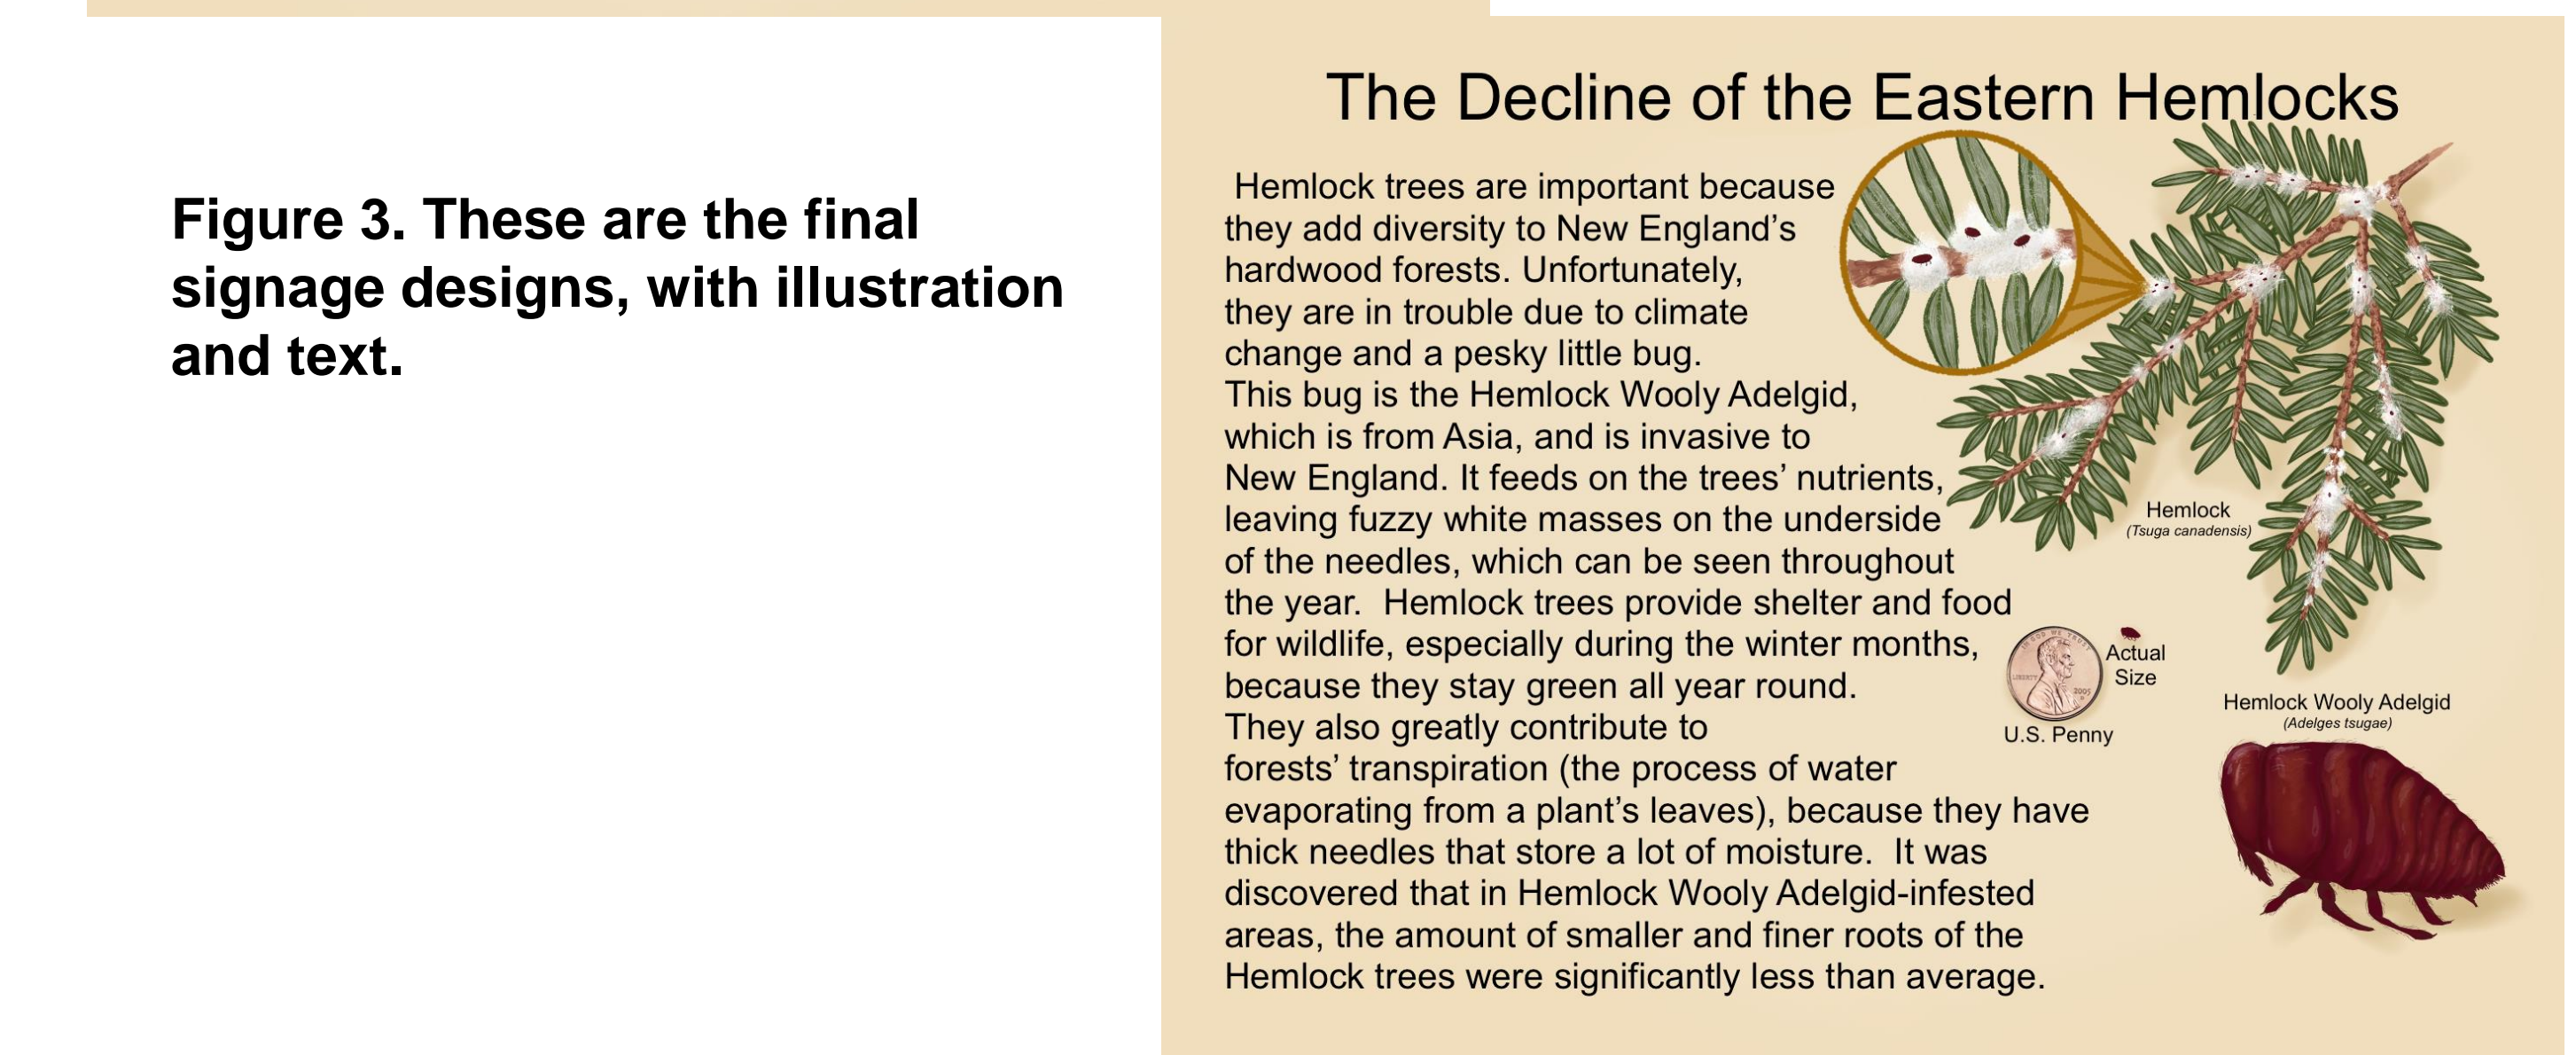 Figure 3. These are the final
signage designs, with illustration
and text.
The Decline of the Eastern Hemlocks
Hemlock trees are important because
they add diversity to New England’s
hardwood forests. Unfortunately,
they are in trouble due to climate
change and a pesky little bug.
This bug is the Hemlock Wooly Adelgid,
which is from Asia, and is invasive to
New England. It feeds on the trees’ nutrients,
leaving fuzzy white masses on the underside
of the needles, which can be seen throughout
the year.  Hemlock trees provide shelter and food
for wildlife, especially during the winter months,
because they stay green all year round.
They also greatly contribute to
forests’ transpiration (the process of water
evaporating from a plant’s leaves), because they have
thick needles that store a lot of moisture.  It was
discovered that in Hemlock Wooly Adelgid-infested
areas, the amount of smaller and finer roots of the
Hemlock trees were significantly less than average.
Hemlock
(Tsuga canadensis)
IN GOD WE TRUST
LIBERTY
2005
Actual
Size
U.S. Penny
Hemlock Wooly Adelgid
(Adelges tsugae)